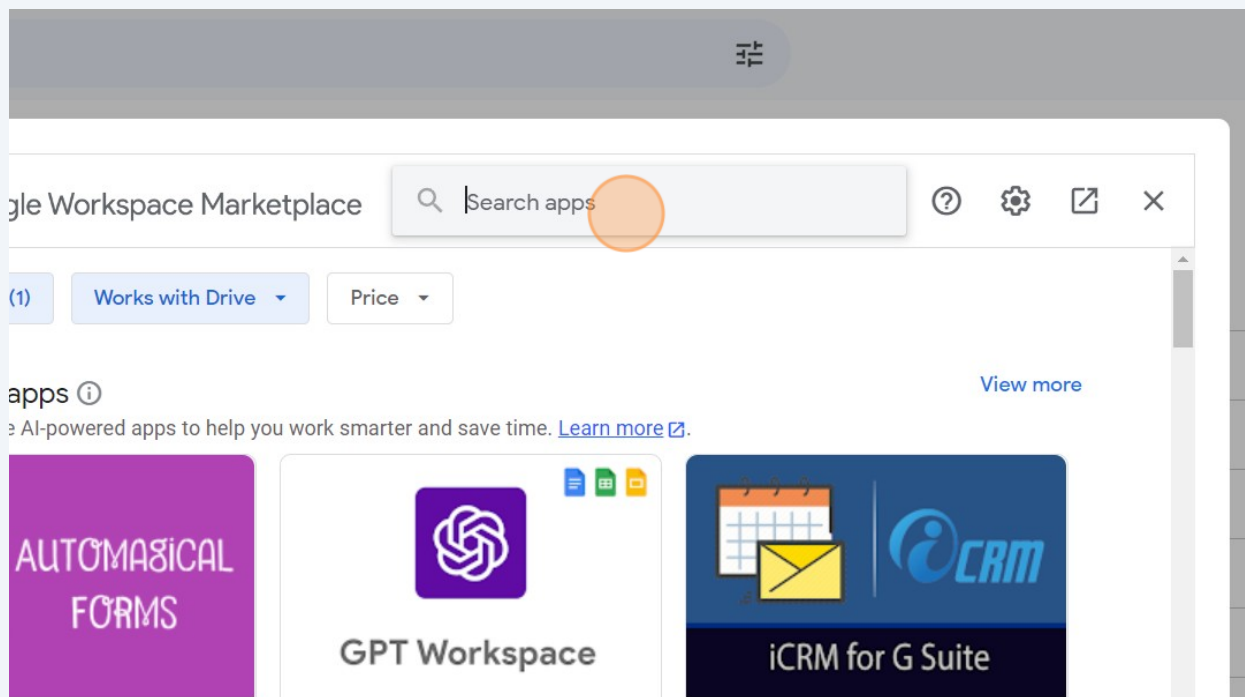 gle Workspace Marketplace
Search apps
(1)
Works with Drive
Price
apps
View more
e AI-powered apps to help you work smarter and save time. Learn more.
AUTOMAGICAL
FORMS
GPT Workspace
iCRM
iCRM for G Suite